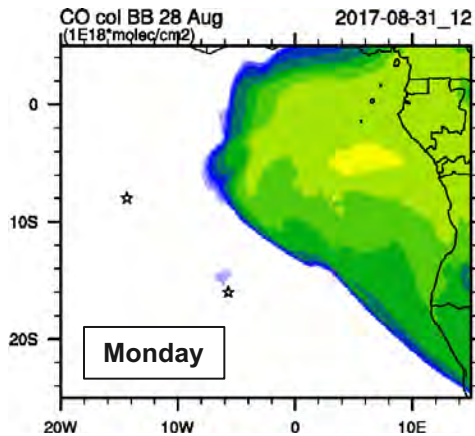 CO col BB 28 Aug 2017-08-31_12
(1E18*molec/cm2)
0
10S
20S
Monday
20W 10W 0 10E